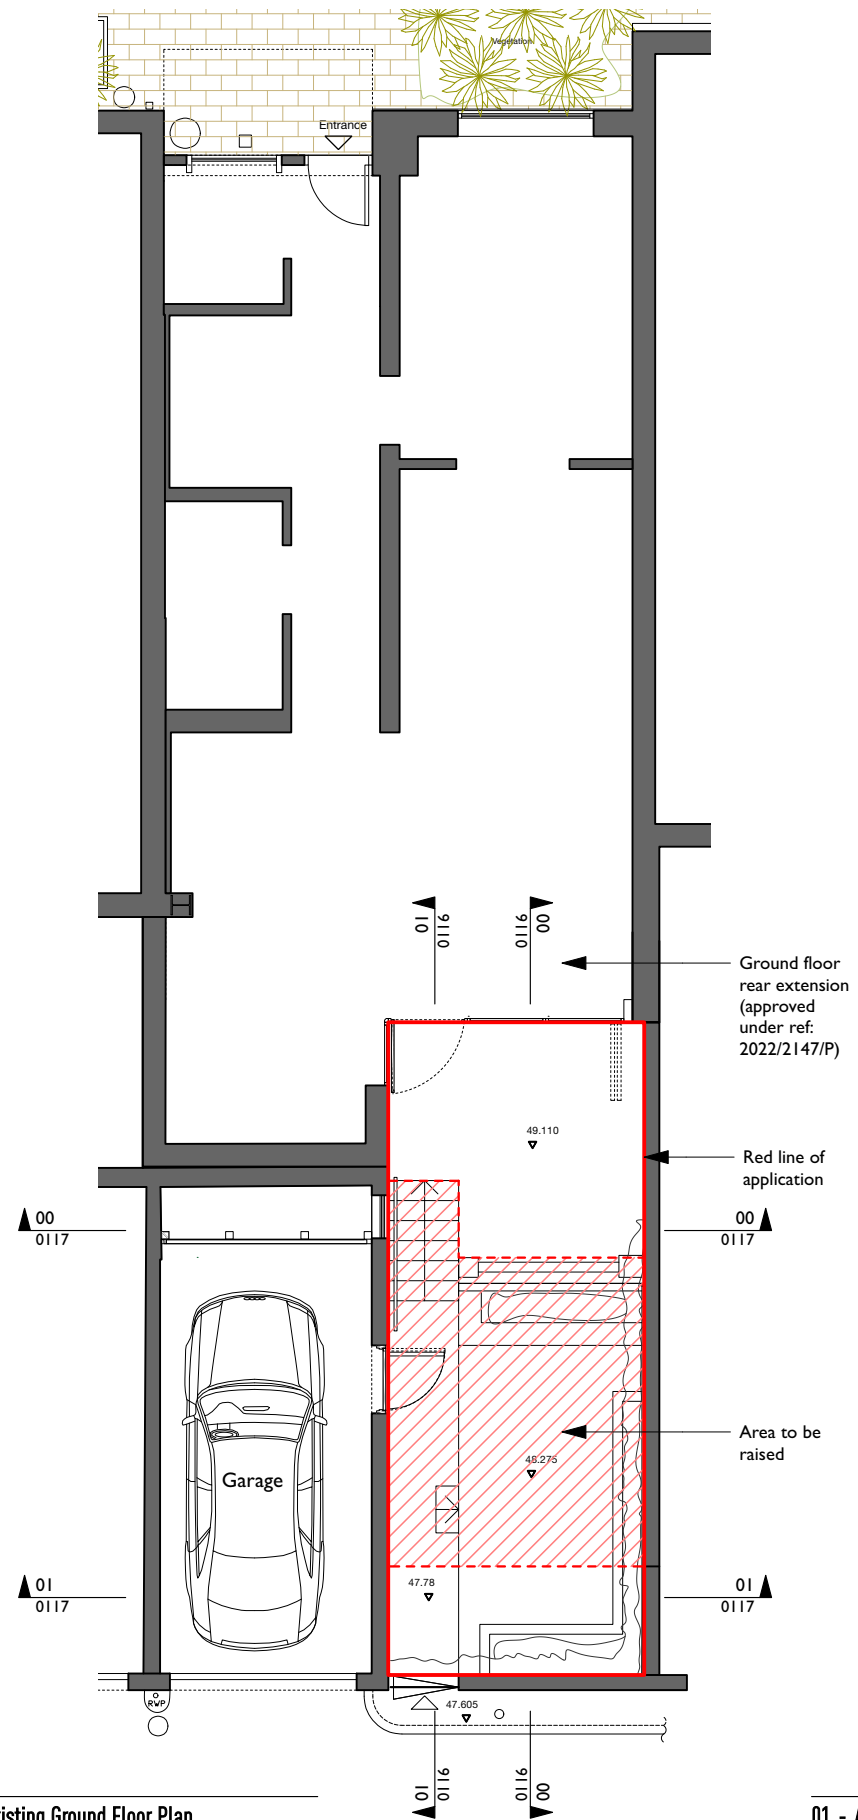 Vegetation
Entrance
01
0116
0116
00
Ground floor
rear extension
(approved
under ref:
2022/2147/P)
49.110
Red line of
application
00
0117
00
0117
Area to be
raised
48.275
Garage
47.78
01
0117
01
0117
RWP
47.605
01
0116
0116
00
isting Ground Floor Plan
01 - A